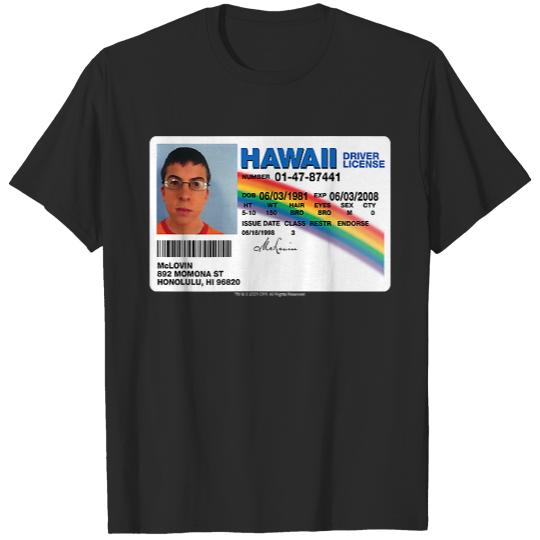 HAWAII DRIVER LICENSE
NUMBER 01-47-87441
DOB 06/03/1981 EXP 06/03/2008
HT WT HAIR EYES SEX CTY
5-10 150 BRO BRO M 0
ISSUE DATE CLASS RESTR ENDORSE
06/15/1998 3
McLovin
McLOVIN
892 MOMONA ST
HONOLULU, HI 96820